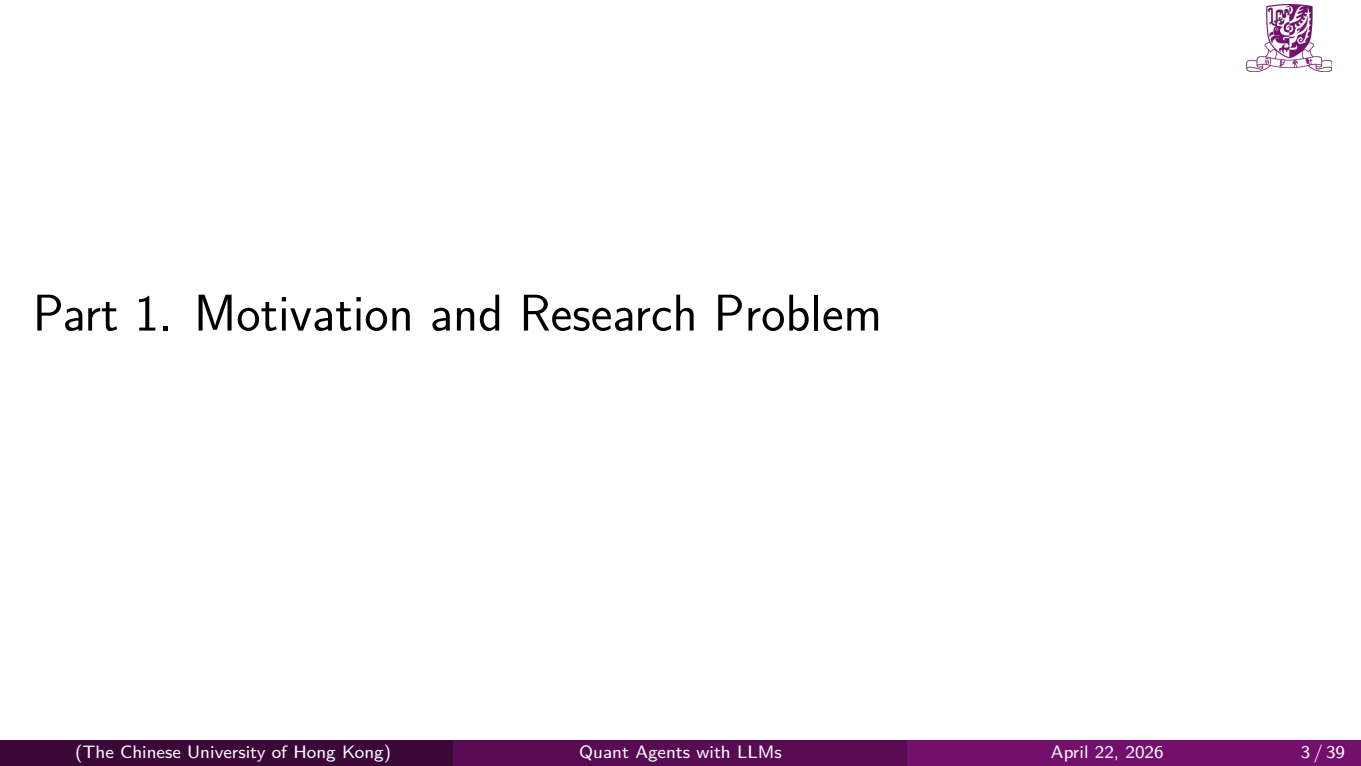 Part 1. Motivation and Research Problem
(The Chinese University of Hong Kong) Quant Agents with LLMs April 22, 2026 3 / 39